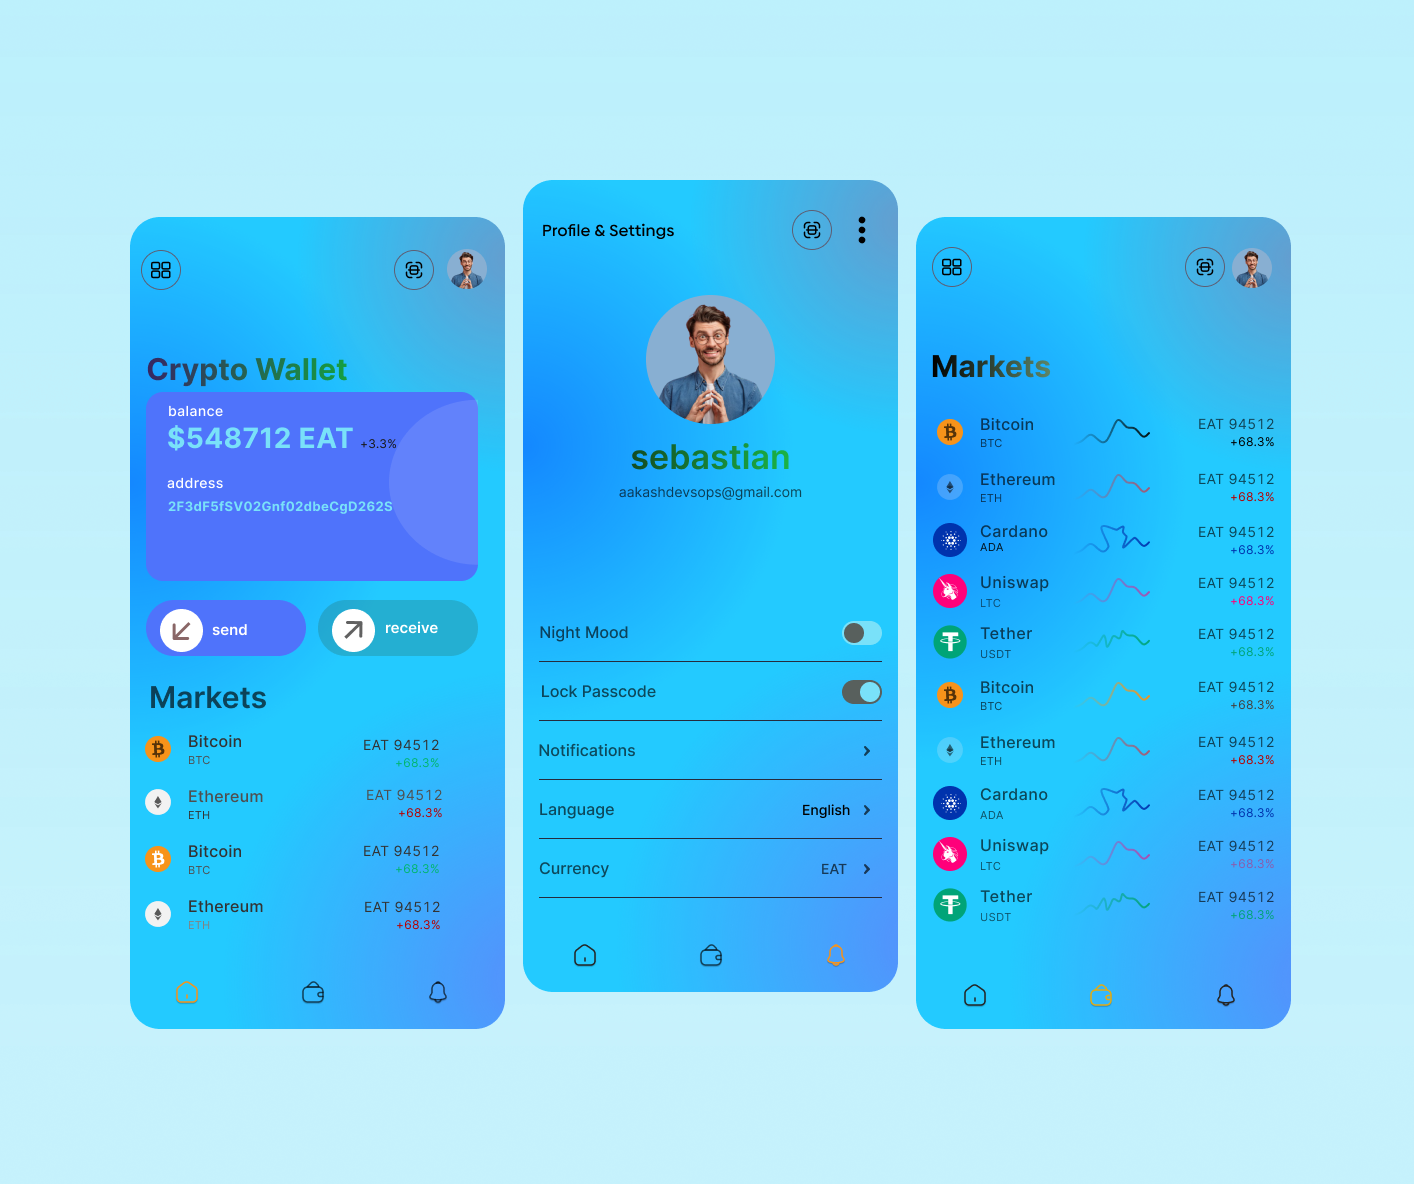 Crypto Wallet
balance
$548712 EAT +3.3%
address
2F3dF5fSV02Gnf02dbeCgD262S
send
receive
Markets
Bitcoin
BTC
EAT 94512
+68.3%
Ethereum
ETH
EAT 94512
+68.3%
Bitcoin
BTC
EAT 94512
+68.3%
Ethereum
ETH
EAT 94512
+68.3%
Profile & Settings
sebastian
aakashdevsops@gmail.com
Night Mood
Lock Passcode
Notifications
Language English
Currency EAT
Markets
Bitcoin
BTC
EAT 94512
+68.3%
Ethereum
ETH
EAT 94512
+68.3%
Cardano
ADA
EAT 94512
+68.3%
Uniswap
LTC
EAT 94512
+68.3%
Tether
USDT
EAT 94512
+68.3%
Bitcoin
BTC
EAT 94512
+68.3%
Ethereum
ETH
EAT 94512
+68.3%
Cardano
ADA
EAT 94512
+68.3%
Uniswap
LTC
EAT 94512
+68.3%
Tether
USDT
EAT 94512
+68.3%